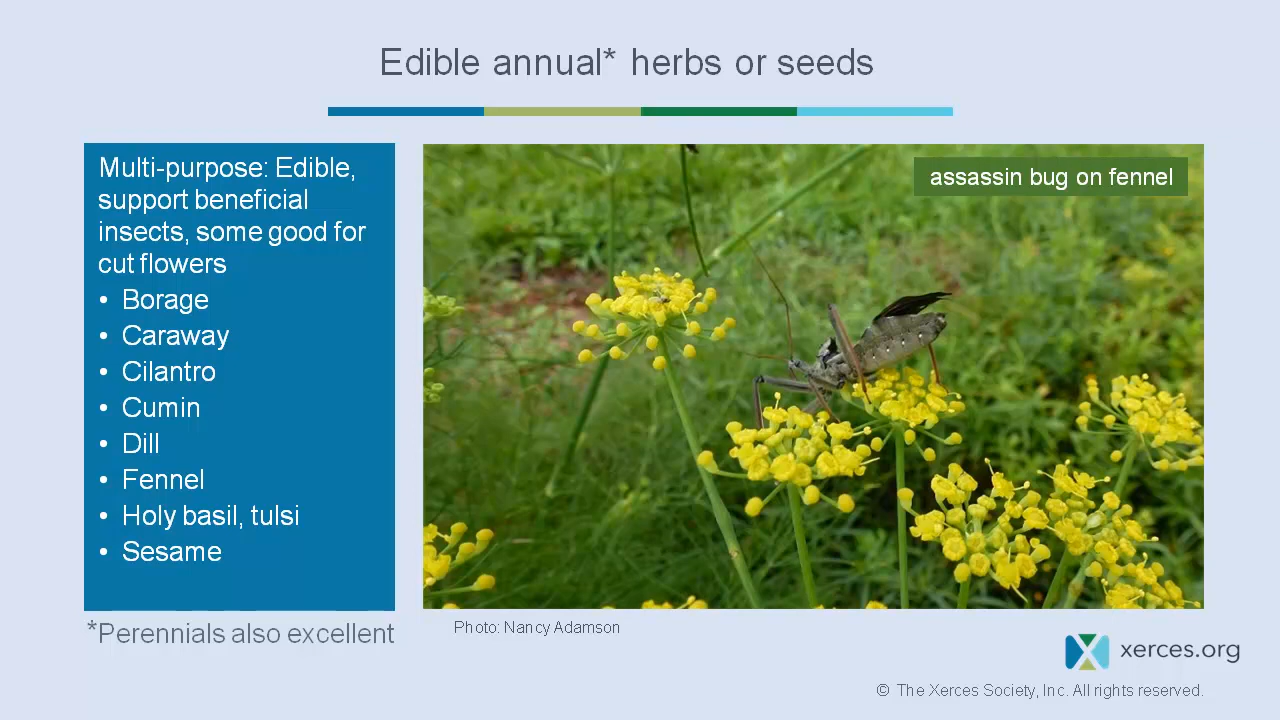 Edible annual* herbs or seeds
Multi-purpose: Edible,
support beneficial
insects, some good for
cut flowers
• Borage
• Caraway
• Cilantro
• Cumin
• Dill
• Fennel
• Holy basil, tulsi
• Sesame
*Perennials also excellent
assassin bug on fennel
Photo: Nancy Adamson
xerces.org
© The Xerces Society, Inc. All rights reserved.